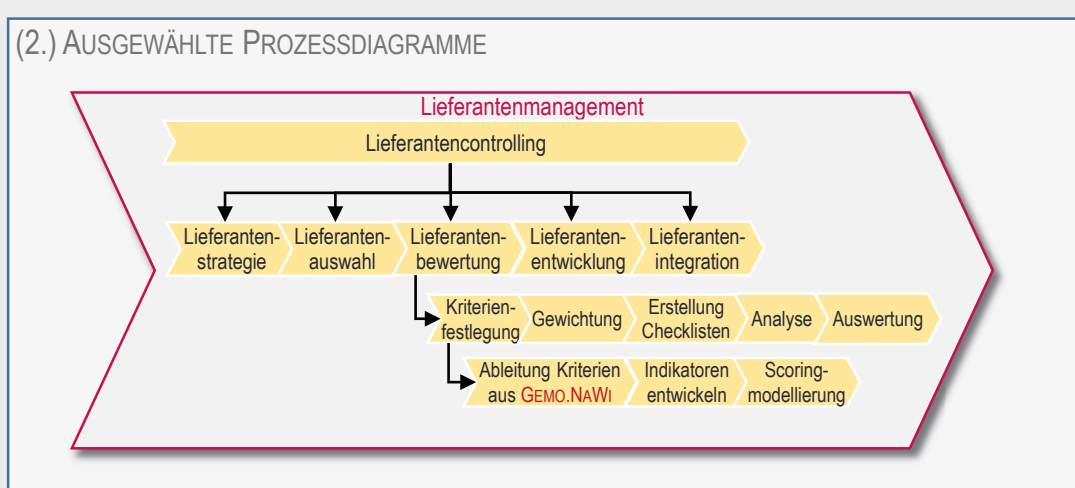 (2.) AUSGEWÄHLTE PROZESSDIAGRAMME
Lieferantenmanagement
Lieferantencontrolling
Lieferanten-
strategie
Lieferanten-
auswahl
Lieferanten-
bewertung
Lieferanten-
entwicklung
Lieferanten-
integration
Kriterien-
festlegung
Gewichtung
Erstellung
Checklisten
Analyse
Auswertung
Ableitung Kriterien
aus GEMO.NAWI
Indikatoren
entwickeln
Scoring-
modellierung